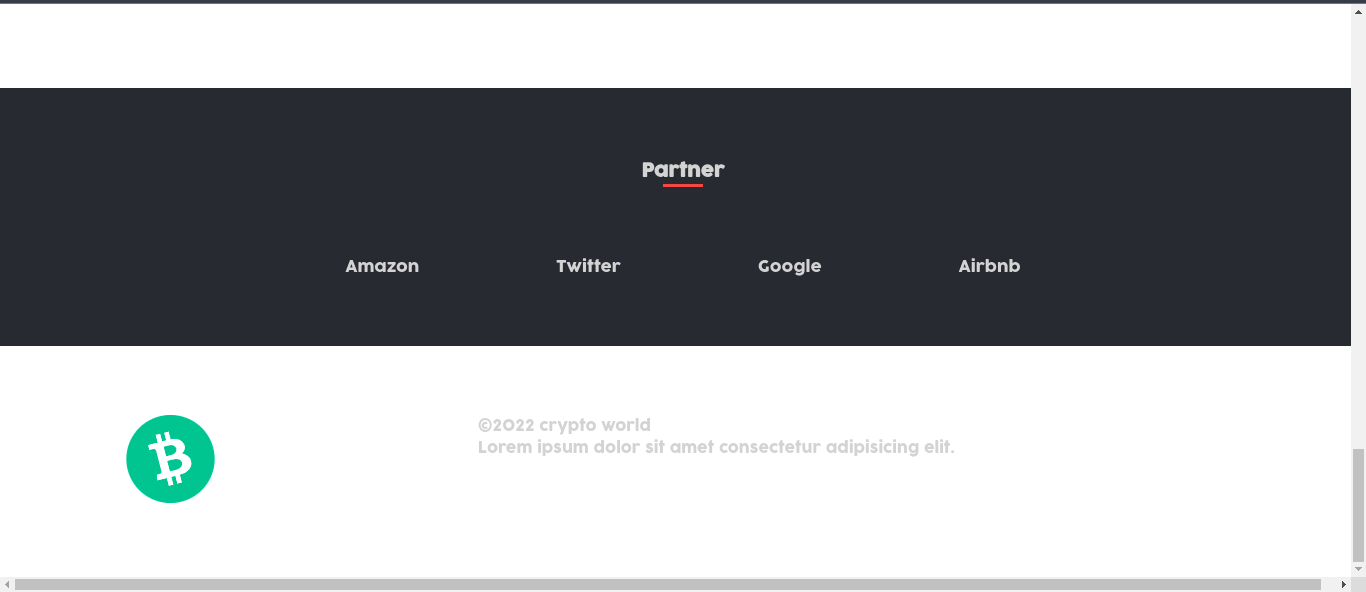 Partner
Amazon Twitter Google Airbnb
©2022 crypto world
Lorem ipsum dolor sit amet consectetur adipisicing elit.